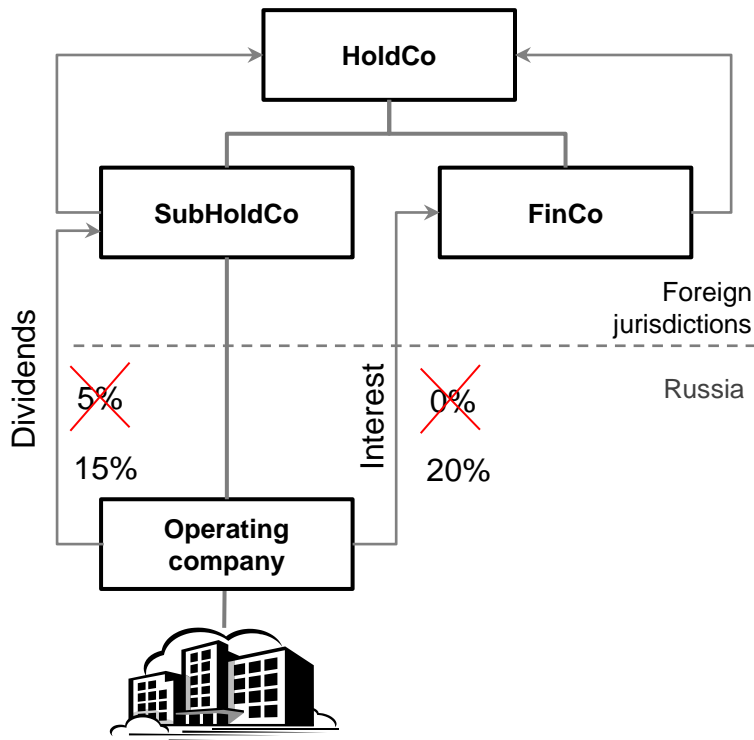 HoldCo
SubHoldCo
FinCo
Foreign
jurisdictions
Russia
Dividends
5%
15%
Interest
0%
20%
Operating
company